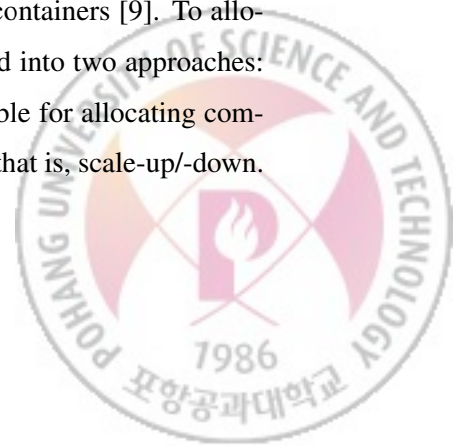 containers [9]. To allo-
d into two approaches:
ble for allocating com-
that is, scale-up/-down.
POHANG UNIVERSITY OF SCIENCE AND TECHNOLOGY
1986
포항공과대학교